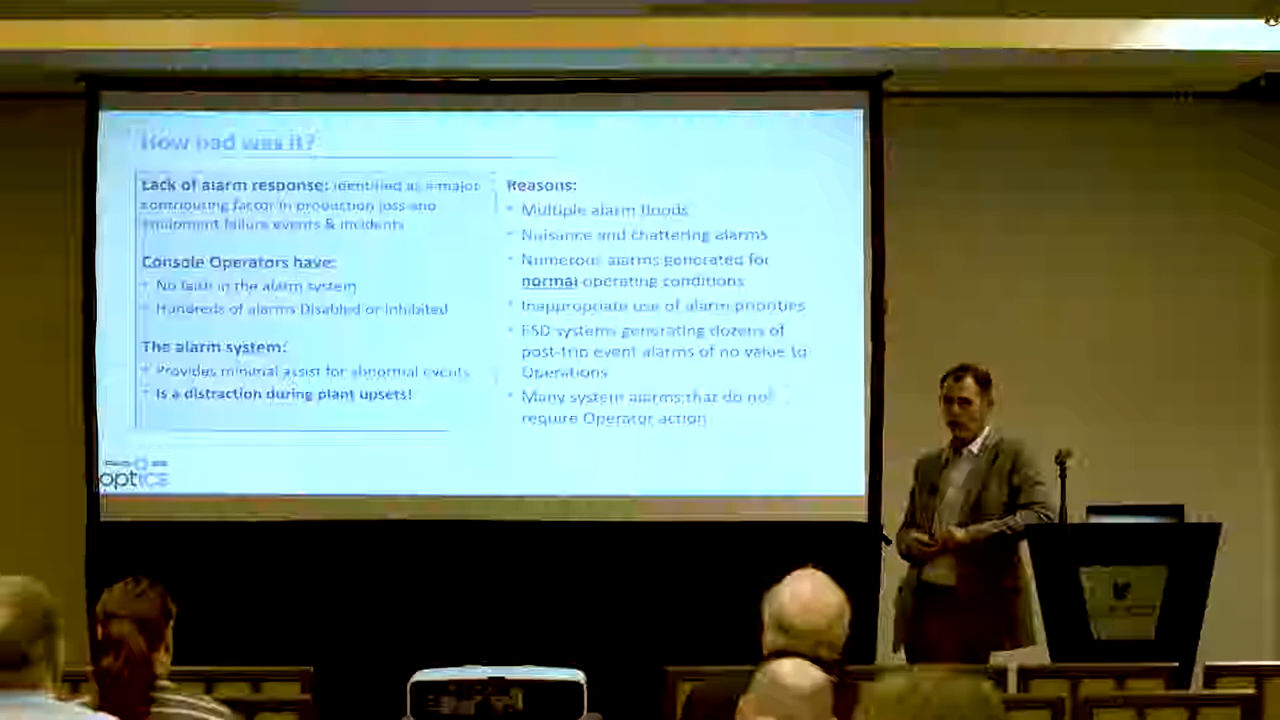 How bad was it?
Lack of alarm response: identified as a major
contributing factor in production loss and
equipment failure events & incidents
Console Operators have:
No faith in the alarm system
Hundreds of alarms Disabled or Inhibited
The alarm system:
Provides minimal assist for abnormal events
Is a distraction during plant upsets!
Reasons:
Multiple alarm floods
Nuisance and chattering alarms
Numerous alarms generated for
normal operating conditions
Inappropriate use of alarm priorities
ESD systems generating dozens of
post-trip event alarms of no value to
Operations
Many system alarms that do not
require Operator action
optics